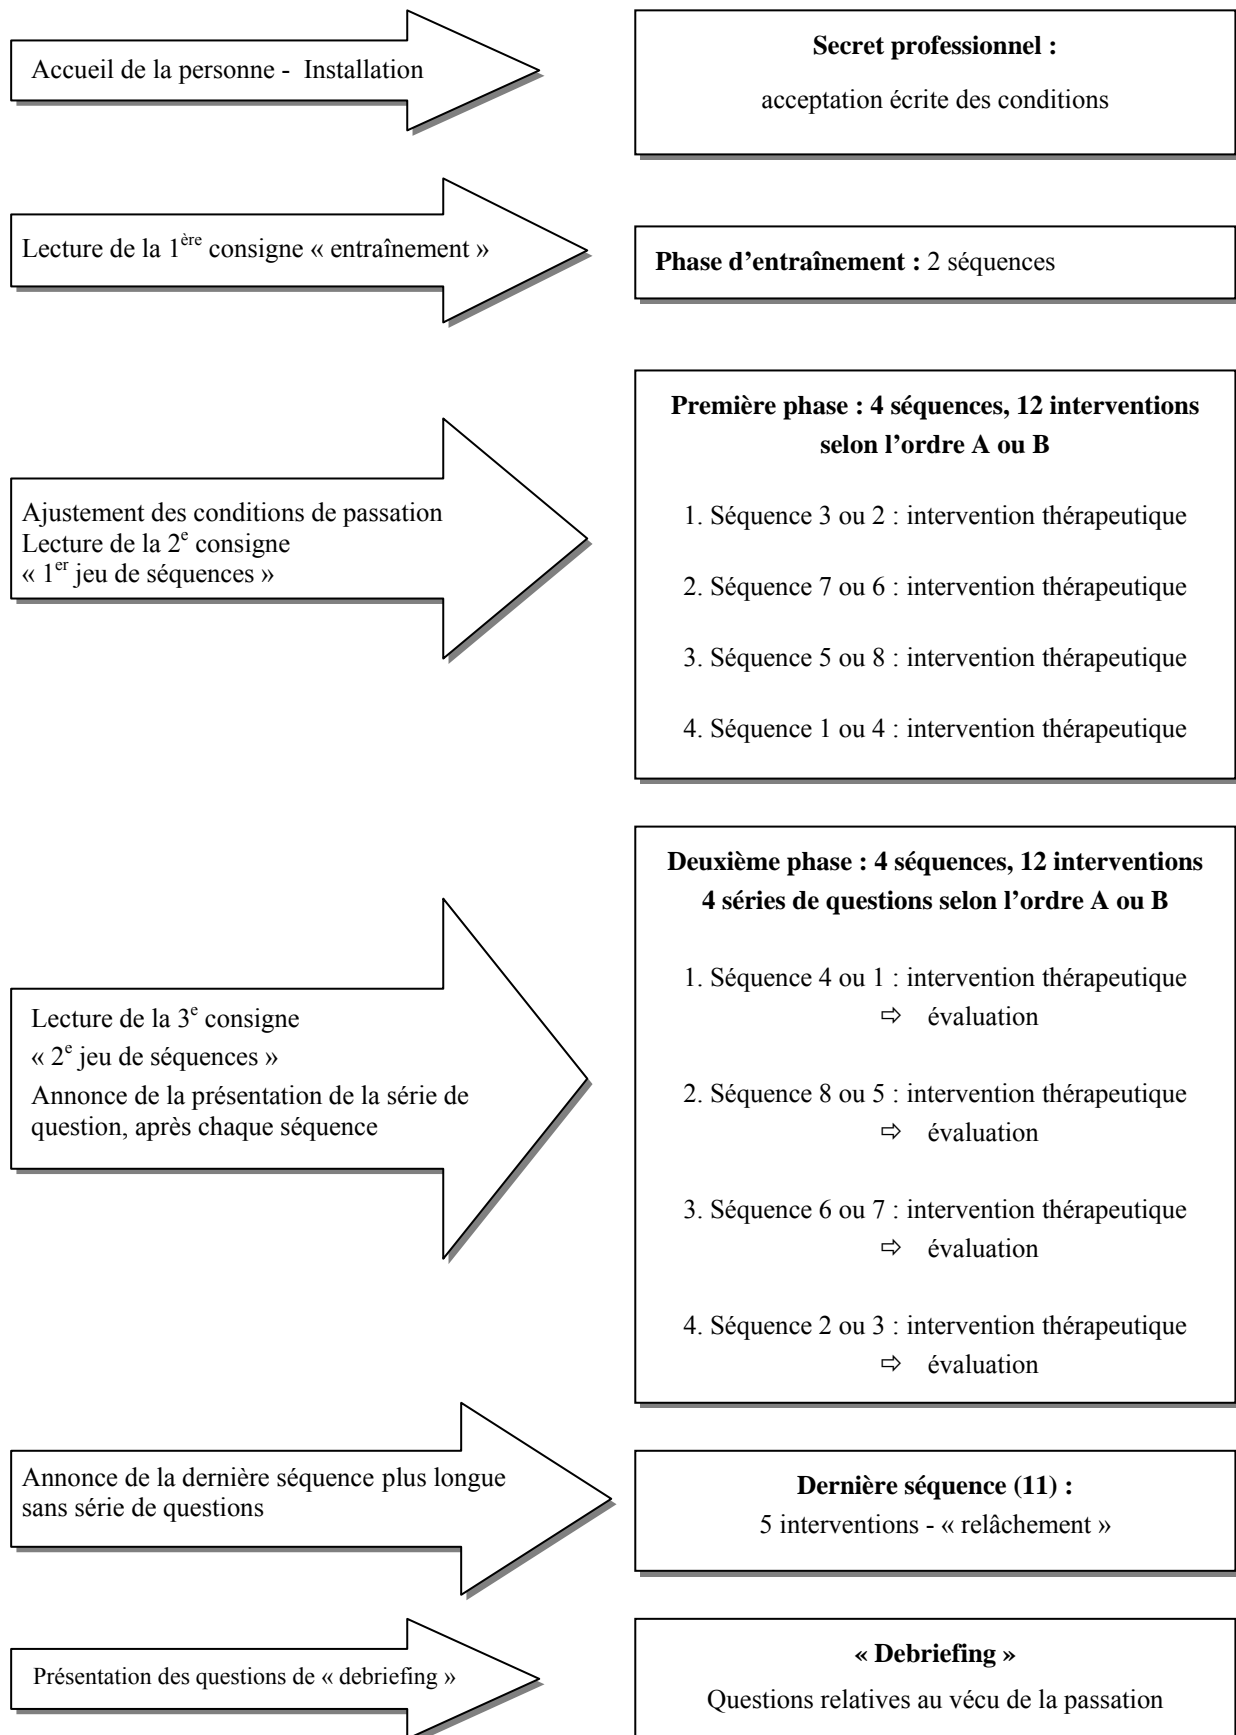 Accueil de la personne - Installation
Secret professionnel :
acceptation écrite des conditions
Lecture de la 1ère consigne « entraînement »
Phase d'entraînement : 2 séquences
Ajustement des conditions de passation
Lecture de la 2e consigne
« 1er jeu de séquences »
Première phase : 4 séquences, 12 interventions
selon l'ordre A ou B
1. Séquence 3 ou 2 : intervention thérapeutique
2. Séquence 7 ou 6 : intervention thérapeutique
3. Séquence 5 ou 8 : intervention thérapeutique
4. Séquence 1 ou 4 : intervention thérapeutique
Lecture de la 3e consigne
« 2e jeu de séquences »
Annonce de la présentation de la série de
question, après chaque séquence
Deuxième phase : 4 séquences, 12 interventions
4 séries de questions selon l'ordre A ou B
1. Séquence 4 ou 1 : intervention thérapeutique
⇨ évaluation
2. Séquence 8 ou 5 : intervention thérapeutique
⇨ évaluation
3. Séquence 6 ou 7 : intervention thérapeutique
⇨ évaluation
4. Séquence 2 ou 3 : intervention thérapeutique
⇨ évaluation
Annonce de la dernière séquence plus longue
sans série de questions
Dernière séquence (11) :
5 interventions - « relâchement »
Présentation des questions de « debriefing »
« Debriefing »
Questions relatives au vécu de la passation